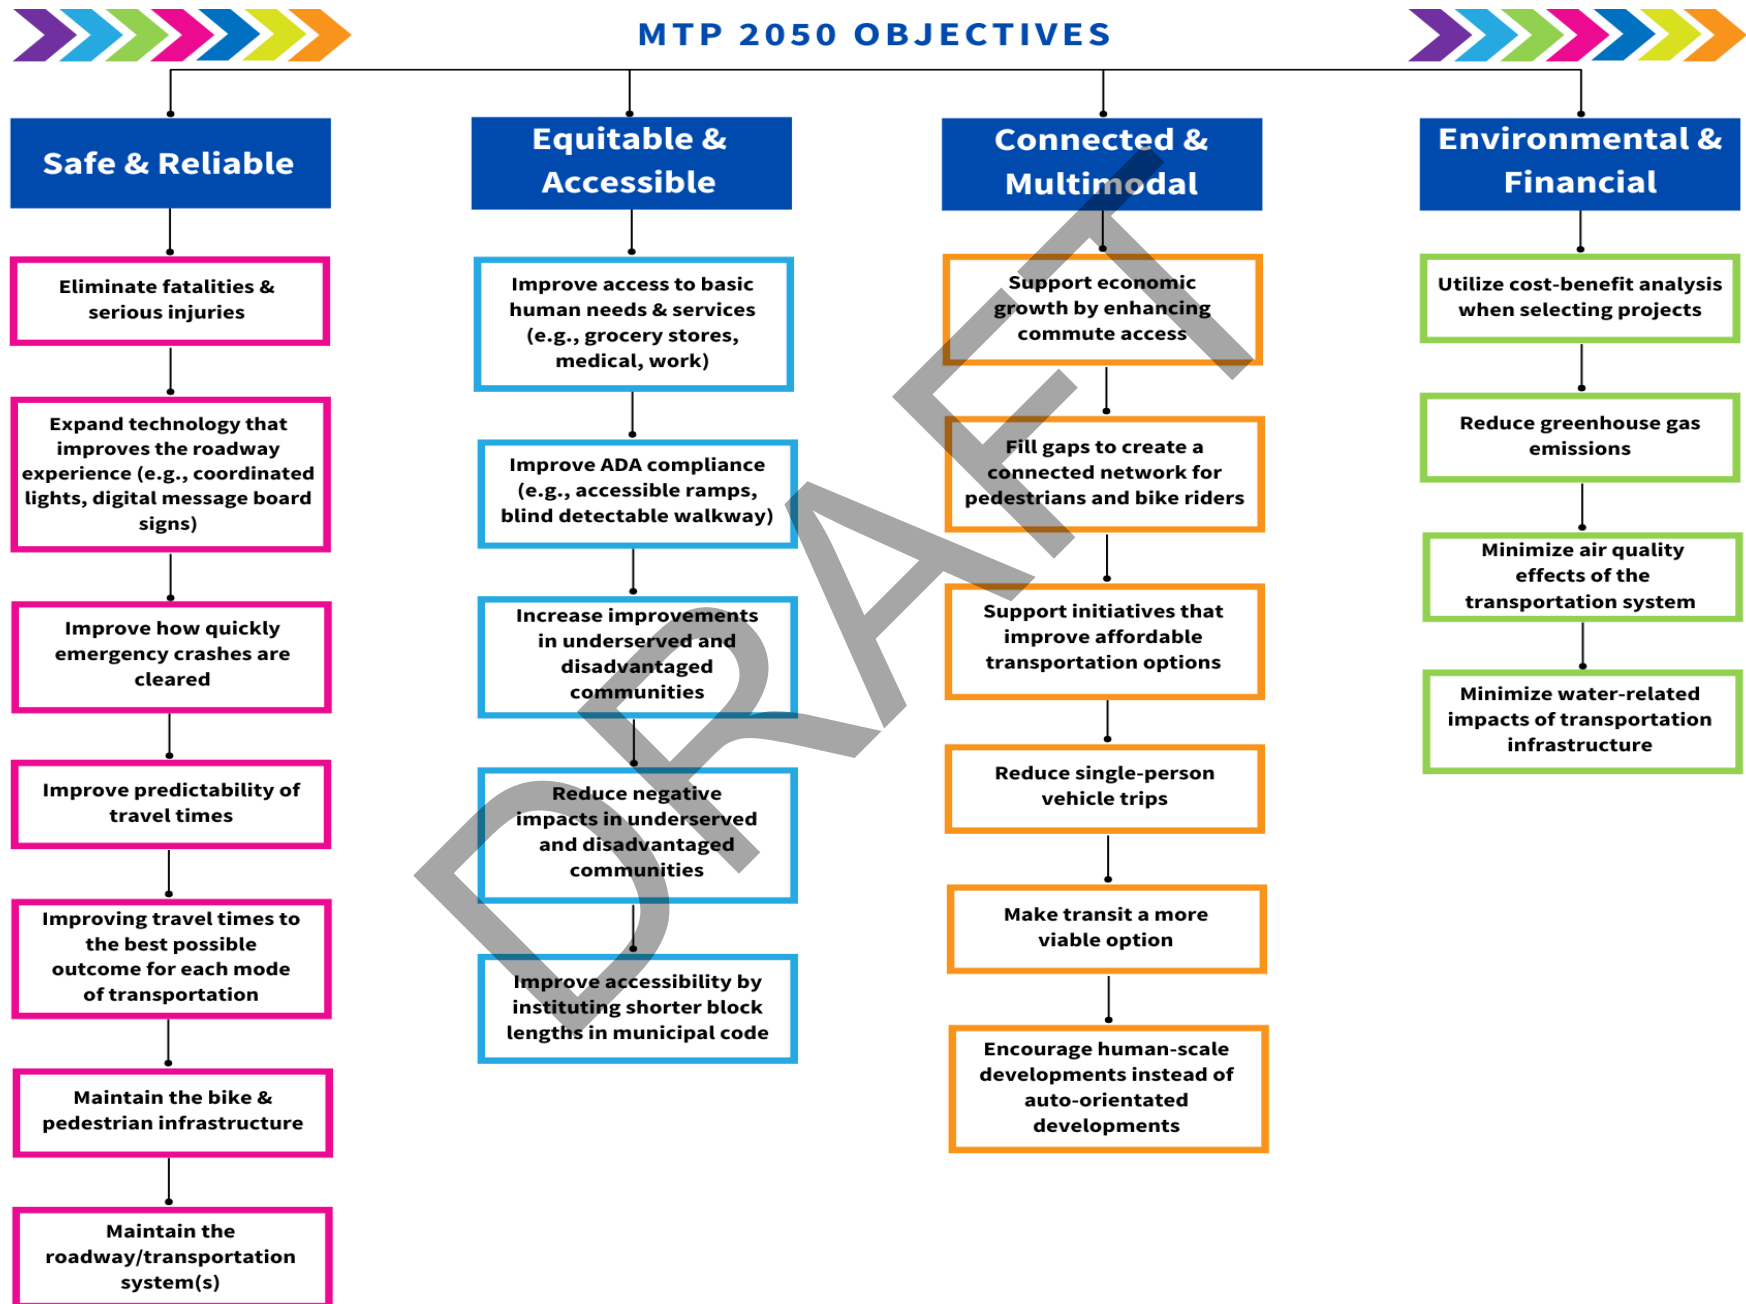 MTP 2050 OBJECTIVES
Safe & Reliable
Eliminate fatalities &
serious injuries
Expand technology that
improves the roadway
experience (e.g., coordinated
lights, digital message board
signs)
Improve how quickly
emergency crashes are
cleared
Improve predictability of
travel times
Improving travel times to
the best possible
outcome for each mode
of transportation
Maintain the bike &
pedestrian infrastructure
Maintain the
roadway/transportation
system(s)
Equitable &
Accessible
Improve access to basic
human needs & services
(e.g., grocery stores,
medical, work)
Improve ADA compliance
(e.g., accessible ramps,
blind detectable walkway)
Increase improvements
in underserved and
disadvantaged
communities
Reduce negative
impacts in underserved
and disadvantaged
communities
Improve accessibility by
instituting shorter block
lengths in municipal code
Connected &
Multimodal
Support economic
growth by enhancing
commute access
Fill gaps to create a
connected network for
pedestrians and bike riders
Support initiatives that
improve affordable
transportation options
Reduce single-person
vehicle trips
Make transit a more
viable option
Encourage human-scale
developments instead of
auto-orientated
developments
Environmental &
Financial
Utilize cost-benefit analysis
when selecting projects
Reduce greenhouse gas
emissions
Minimize air quality
effects of the
transportation system
Minimize water-related
impacts of transportation
infrastructure
DRAFT